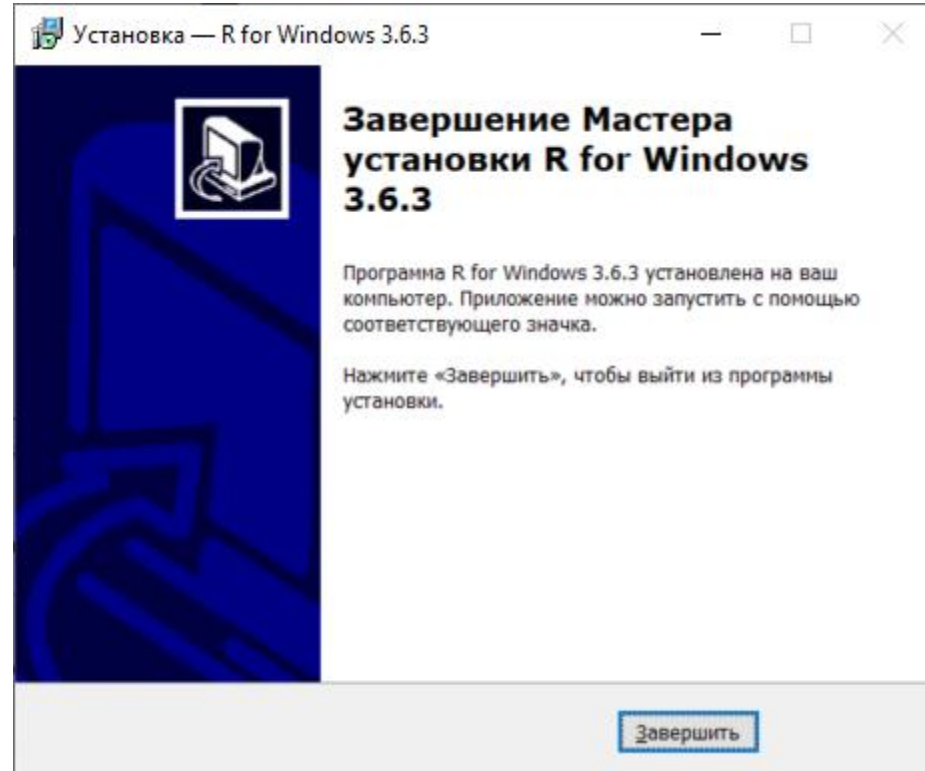 Установка — R for Windows 3.6.3
Завершение Мастера
установки R for Windows
3.6.3
Программа R for Windows 3.6.3 установлена на ваш
компьютер. Приложение можно запустить с помощью
соответствующего значка.
Нажмите «Завершить», чтобы выйти из программы
установки.
Завершить